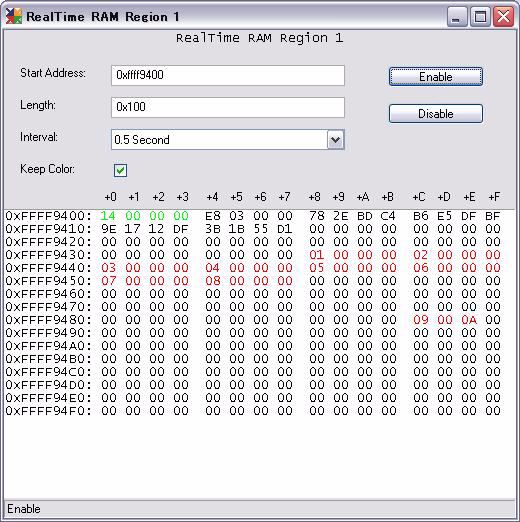 RealTime RAM Region 1
RealTime RAM Region 1
Start Address: 0xffff9400 Enable
Length: 0x100 Disable
Interval: 0.5 Second
Keep Color:
+0 +1 +2 +3 +4 +5 +6 +7 +8 +9 +A +B +C +D +E +F
0xFFFF9400: 14 00 00 00 E8 03 00 00 78 2E BD C4 B6 E5 DF BF
0xFFFF9410: 9E 17 12 DF 3B 1B 55 D1 00 00 00 00 00 00 00 00
0xFFFF9420: 00 00 00 00 00 00 00 00 00 00 00 00 00 00 00 00
0xFFFF9430: 00 00 00 00 00 00 00 00 01 00 00 00 02 00 00 00
0xFFFF9440: 03 00 00 00 04 00 00 00 05 00 00 00 06 00 00 00
0xFFFF9450: 07 00 00 00 08 00 00 00 00 00 00 00 00 00 00 00
0xFFFF9460: 00 00 00 00 00 00 00 00 00 00 00 00 00 00 00 00
0xFFFF9470: 00 00 00 00 00 00 00 00 00 00 00 00 00 00 00 00
0xFFFF9480: 00 00 00 00 00 00 00 00 00 00 00 00 09 00 0A 00
0xFFFF9490: 00 00 00 00 00 00 00 00 00 00 00 00 00 00 00 00
0xFFFF94A0: 00 00 00 00 00 00 00 00 00 00 00 00 00 00 00 00
0xFFFF94B0: 00 00 00 00 00 00 00 00 00 00 00 00 00 00 00 00
0xFFFF94C0: 00 00 00 00 00 00 00 00 00 00 00 00 00 00 00 00
0xFFFF94D0: 00 00 00 00 00 00 00 00 00 00 00 00 00 00 00 00
0xFFFF94E0: 00 00 00 00 00 00 00 00 00 00 00 00 00 00 00 00
0xFFFF94F0: 00 00 00 00 00 00 00 00 00 00 00 00 00 00 00 00
Enable